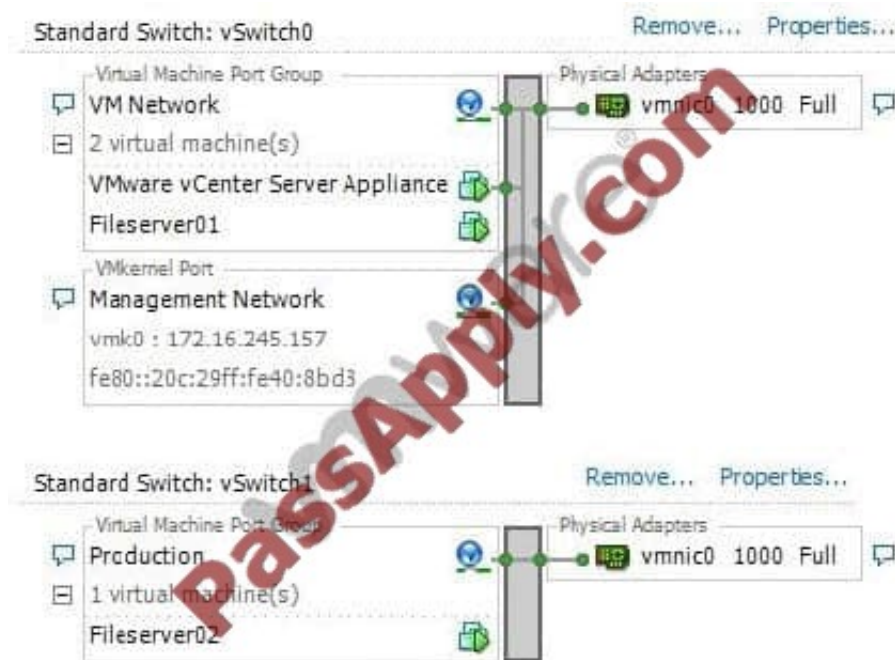 Standard Switch: vSwitch0 Remove... Properties...
Virtual Machine Port Group Physical Adapters
VM Network vmnic0 1000 Full
2 virtual machine(s)
VMware vCenter Server Appliance
Fileserver01
VMkernel Port
Management Network
vmk0 : 172.16.245.157
fe80::20c:29ff:fe40:8bd3
PassApply.com
Standard Switch: vSwitch1 Remove... Properties...
Virtual Machine Port Group Physical Adapters
Production vmnic0 1000 Full
1 virtual machine(s)
Fileserver02